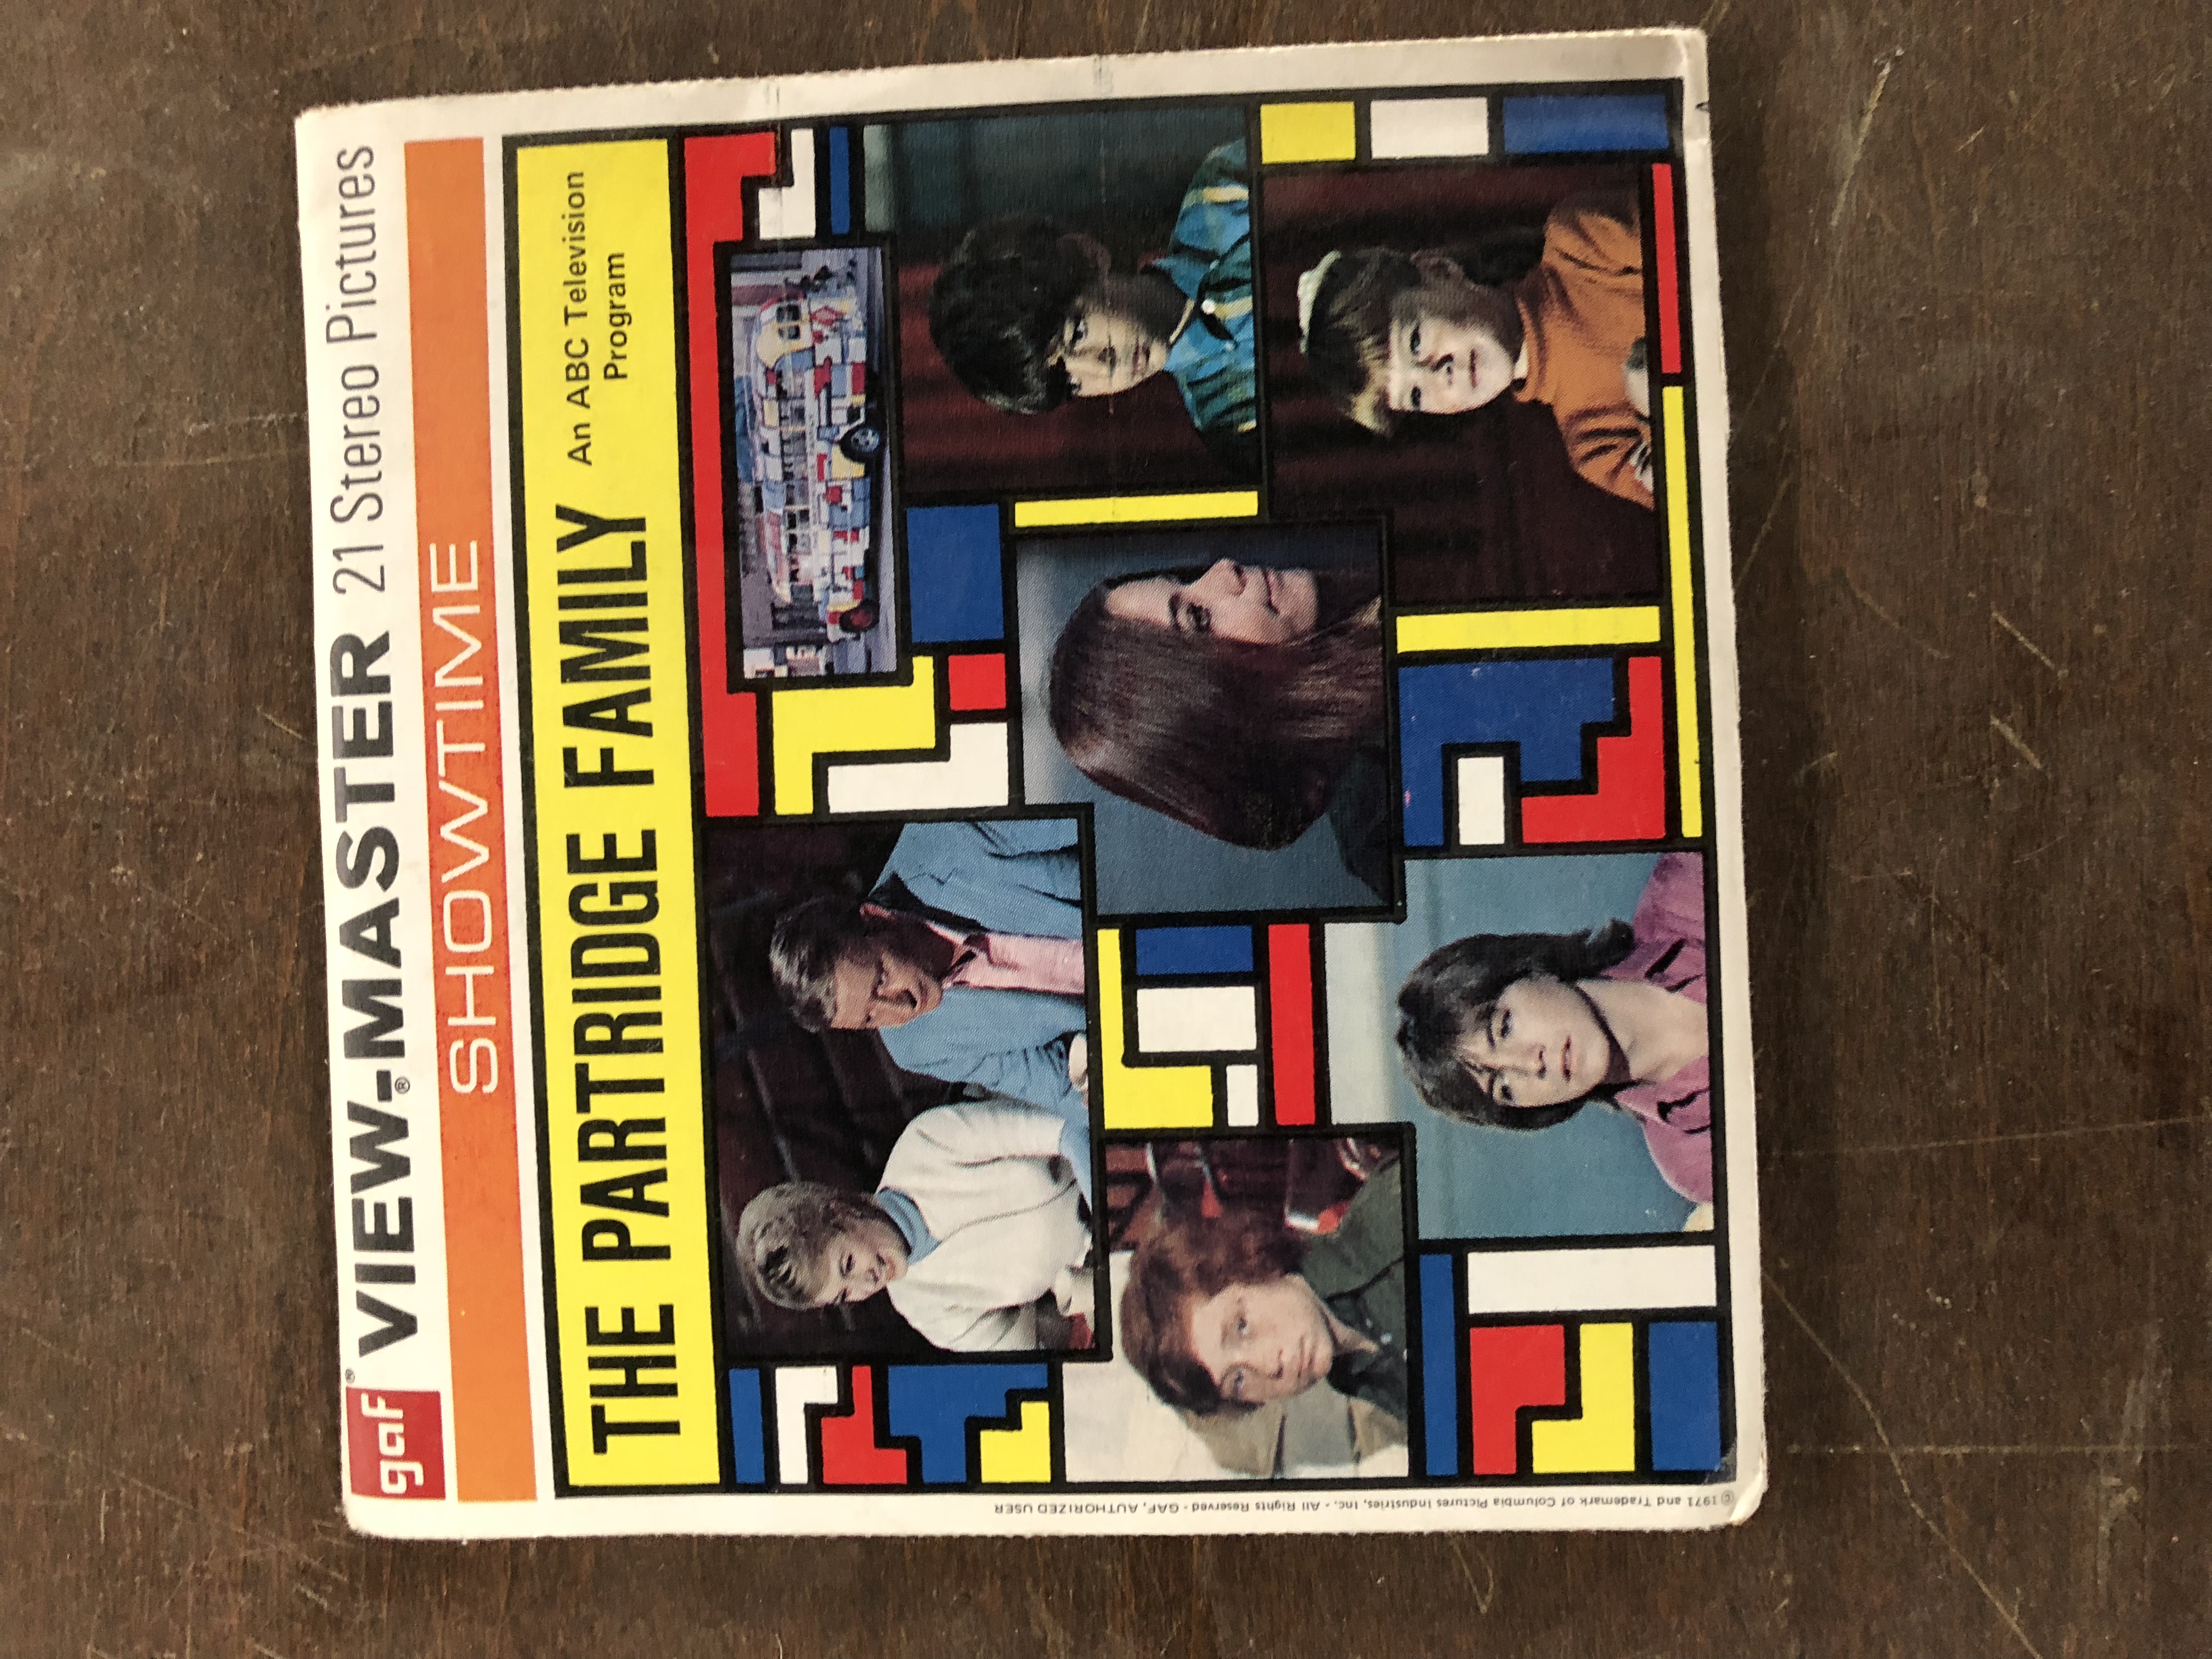 gaf® VIEW-MASTER® 21 Stereo Pictures
SHOWTIME
THE PARTRIDGE FAMILY
An ABC Television
Program
© 1971 and Trademark of Columbia Pictures Industries, Inc. - All Rights Reserved - GAF, AUTHORIZED USER
A